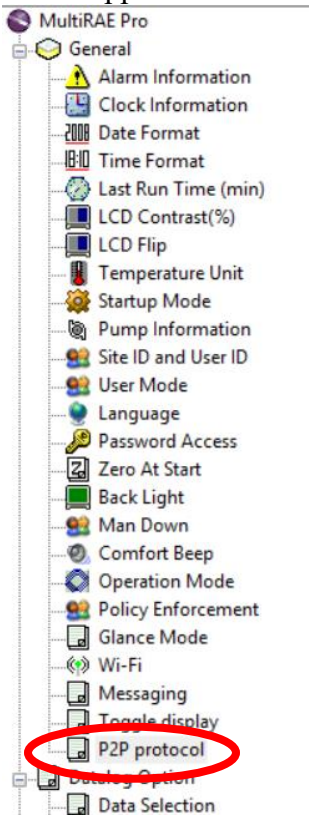 MultiRAE Pro
General
Alarm Information
Clock Information
2008 Date Format
18:10 Time Format
Last Run Time (min)
LCD Contrast(%)
LCD Flip
Temperature Unit
Startup Mode
Pump Information
Site ID and User ID
User Mode
Language
Password Access
Zero At Start
Back Light
Man Down
Comfort Beep
Operation Mode
Policy Enforcement
Glance Mode
Wi-Fi
Messaging
Toggle display
P2P protocol
Datalog Option
Data Selection